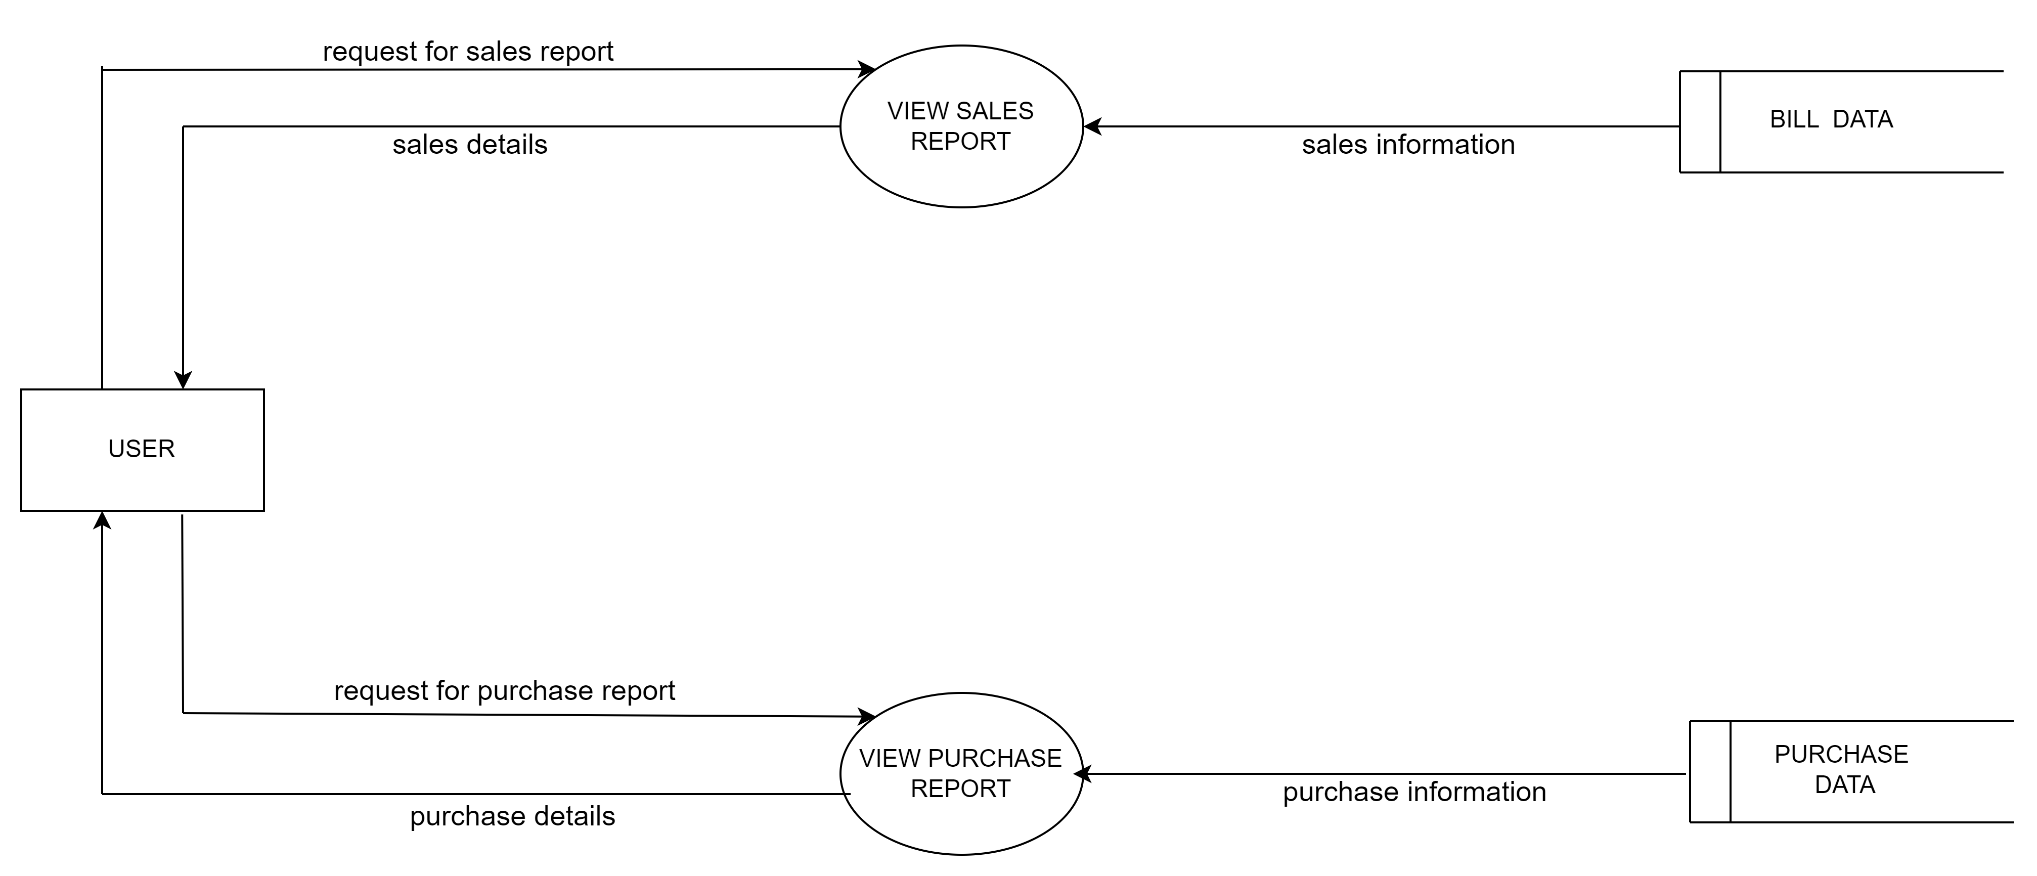 request for sales report
VIEW SALES
REPORT
sales details
sales information
BILL  DATA
USER
request for purchase report
VIEW PURCHASE
REPORT
purchase details
purchase information
PURCHASE
DATA